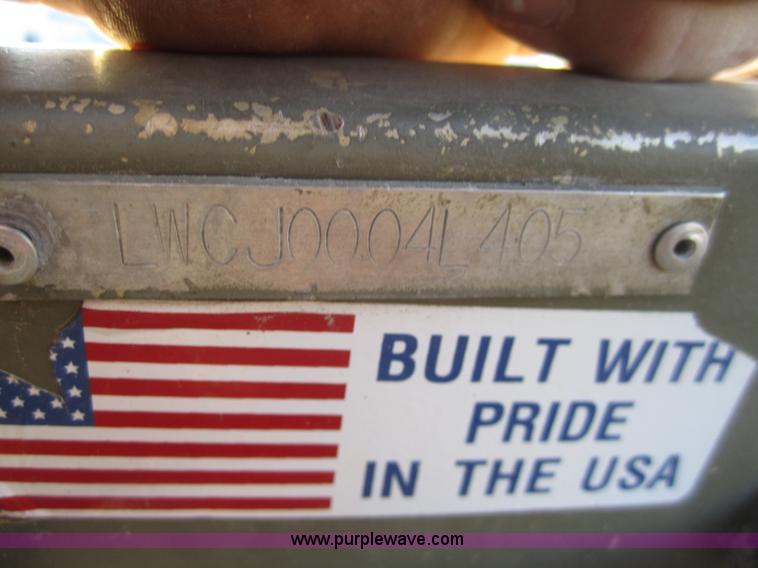 LWCJ0004L405
BUILT WITH
PRIDE
IN THE USA
www.purplewave.com